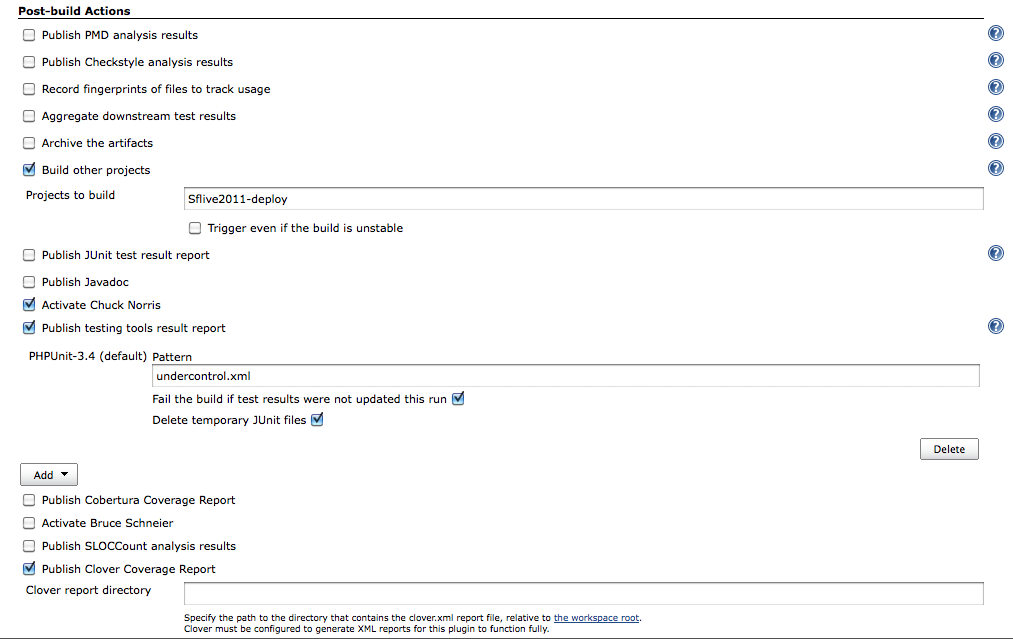 Post-build Actions
Publish PMD analysis results
Publish Checkstyle analysis results
Record fingerprints of files to track usage
Aggregate downstream test results
Archive the artifacts
Build other projects
Projects to build
Sflive2011-deploy
Trigger even if the build is unstable
Publish JUnit test result report
Publish Javadoc
Activate Chuck Norris
Publish testing tools result report
PHPUnit-3.4 (default) Pattern
undercontrol.xml
Fail the build if test results were not updated this run
Delete temporary JUnit files
Delete
Add
Publish Cobertura Coverage Report
Activate Bruce Schneier
Publish SLOCCount analysis results
Publish Clover Coverage Report
Clover report directory
Specify the path to the directory that contains the clover.xml report file, relative to the workspace root.
Clover must be configured to generate XML reports for this plugin to function fully.